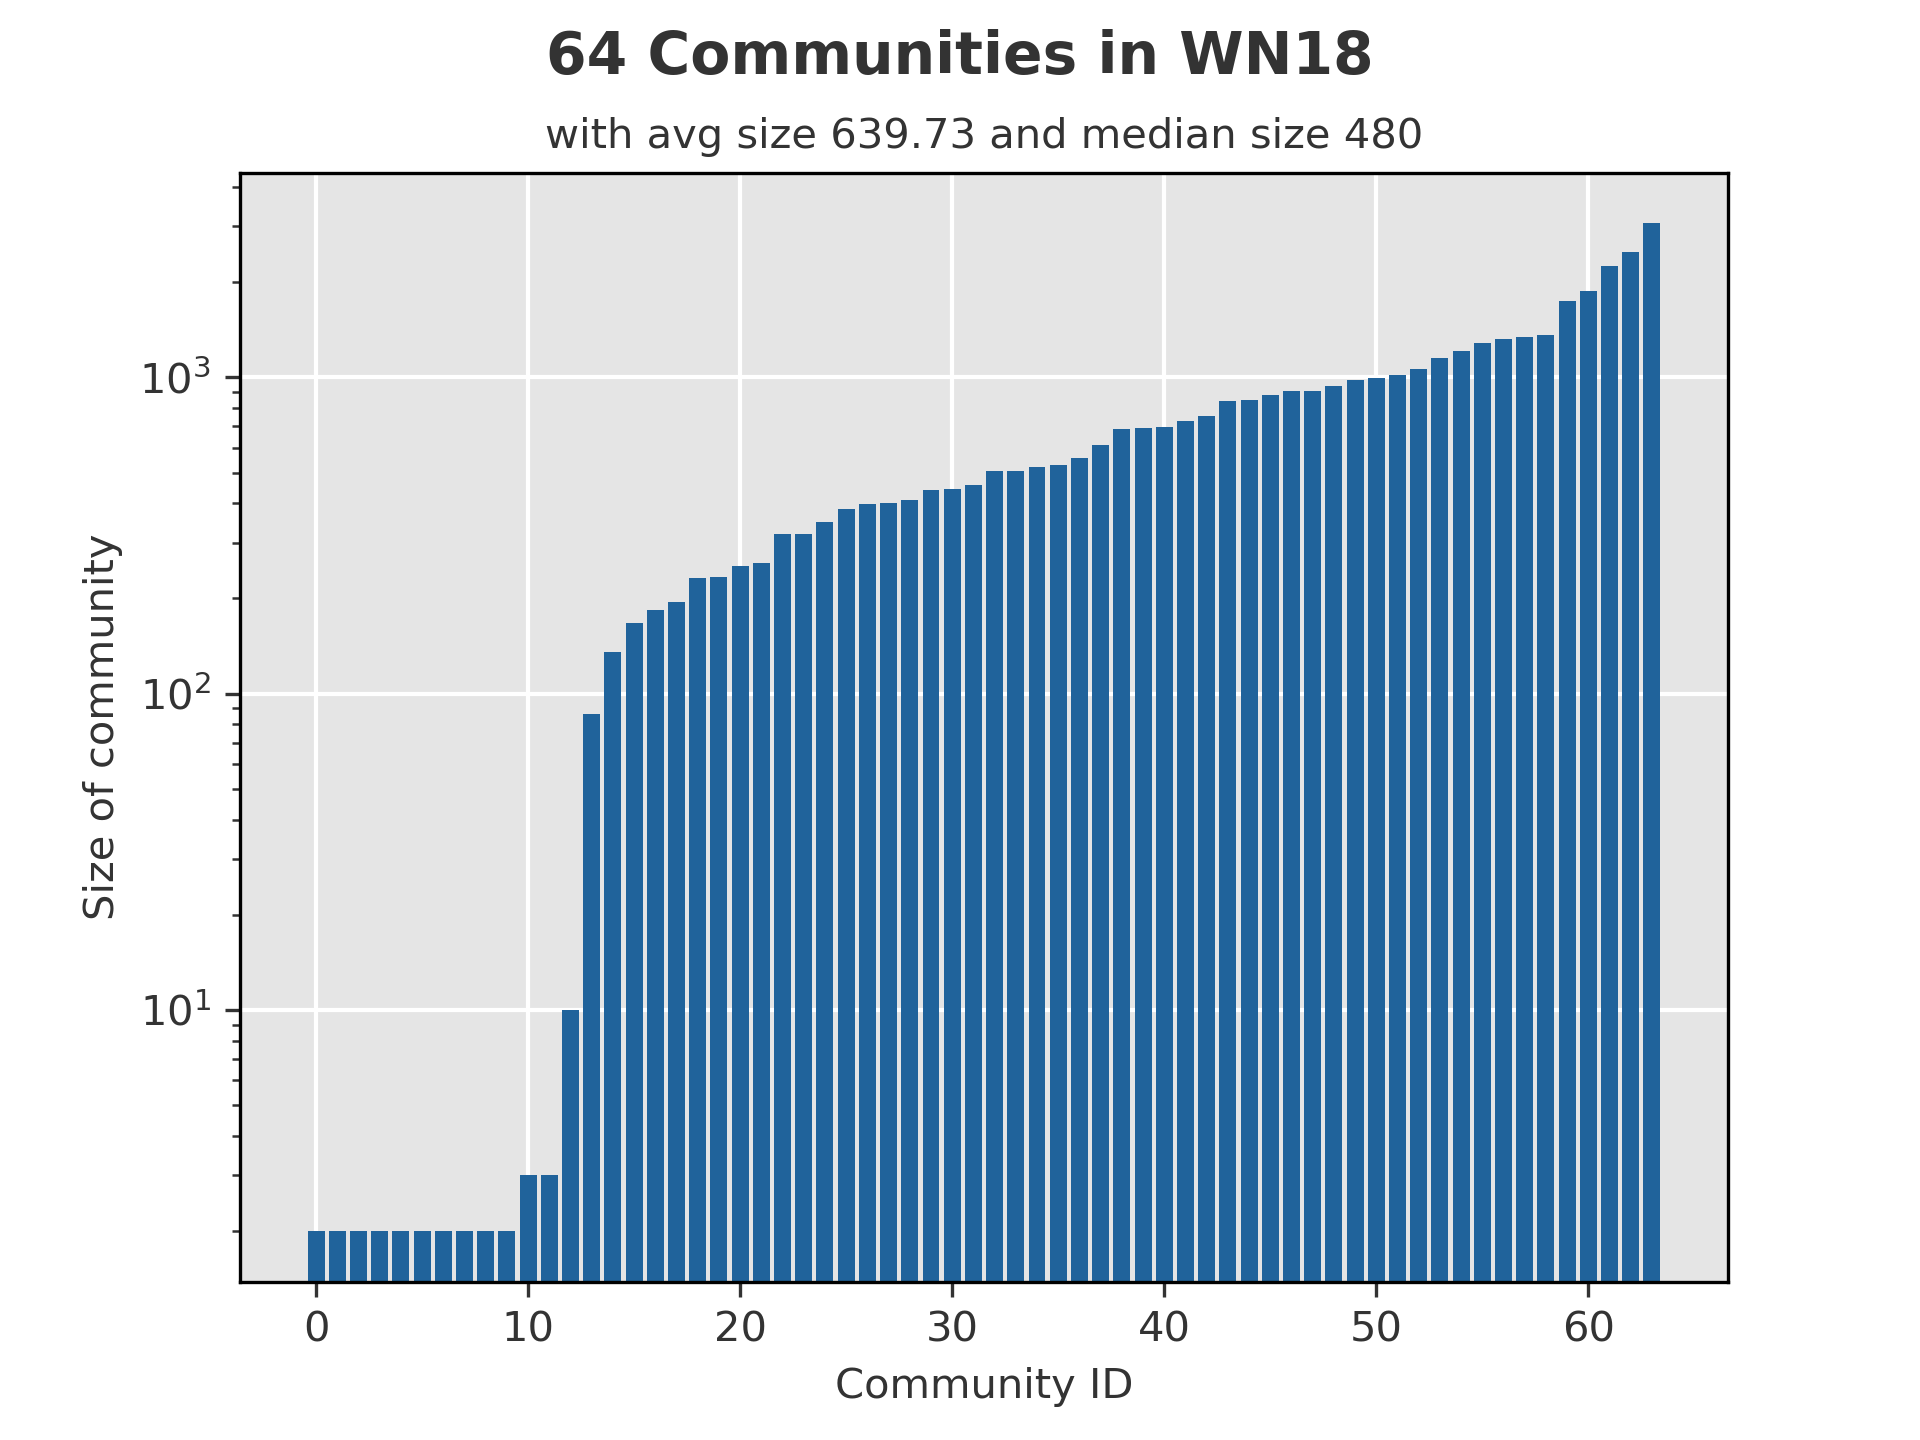 64 Communities in WN18
with avg size 639.73 and median size 480
Size of community
10³
10²
10¹
0 10 20 30 40 50 60
Community ID